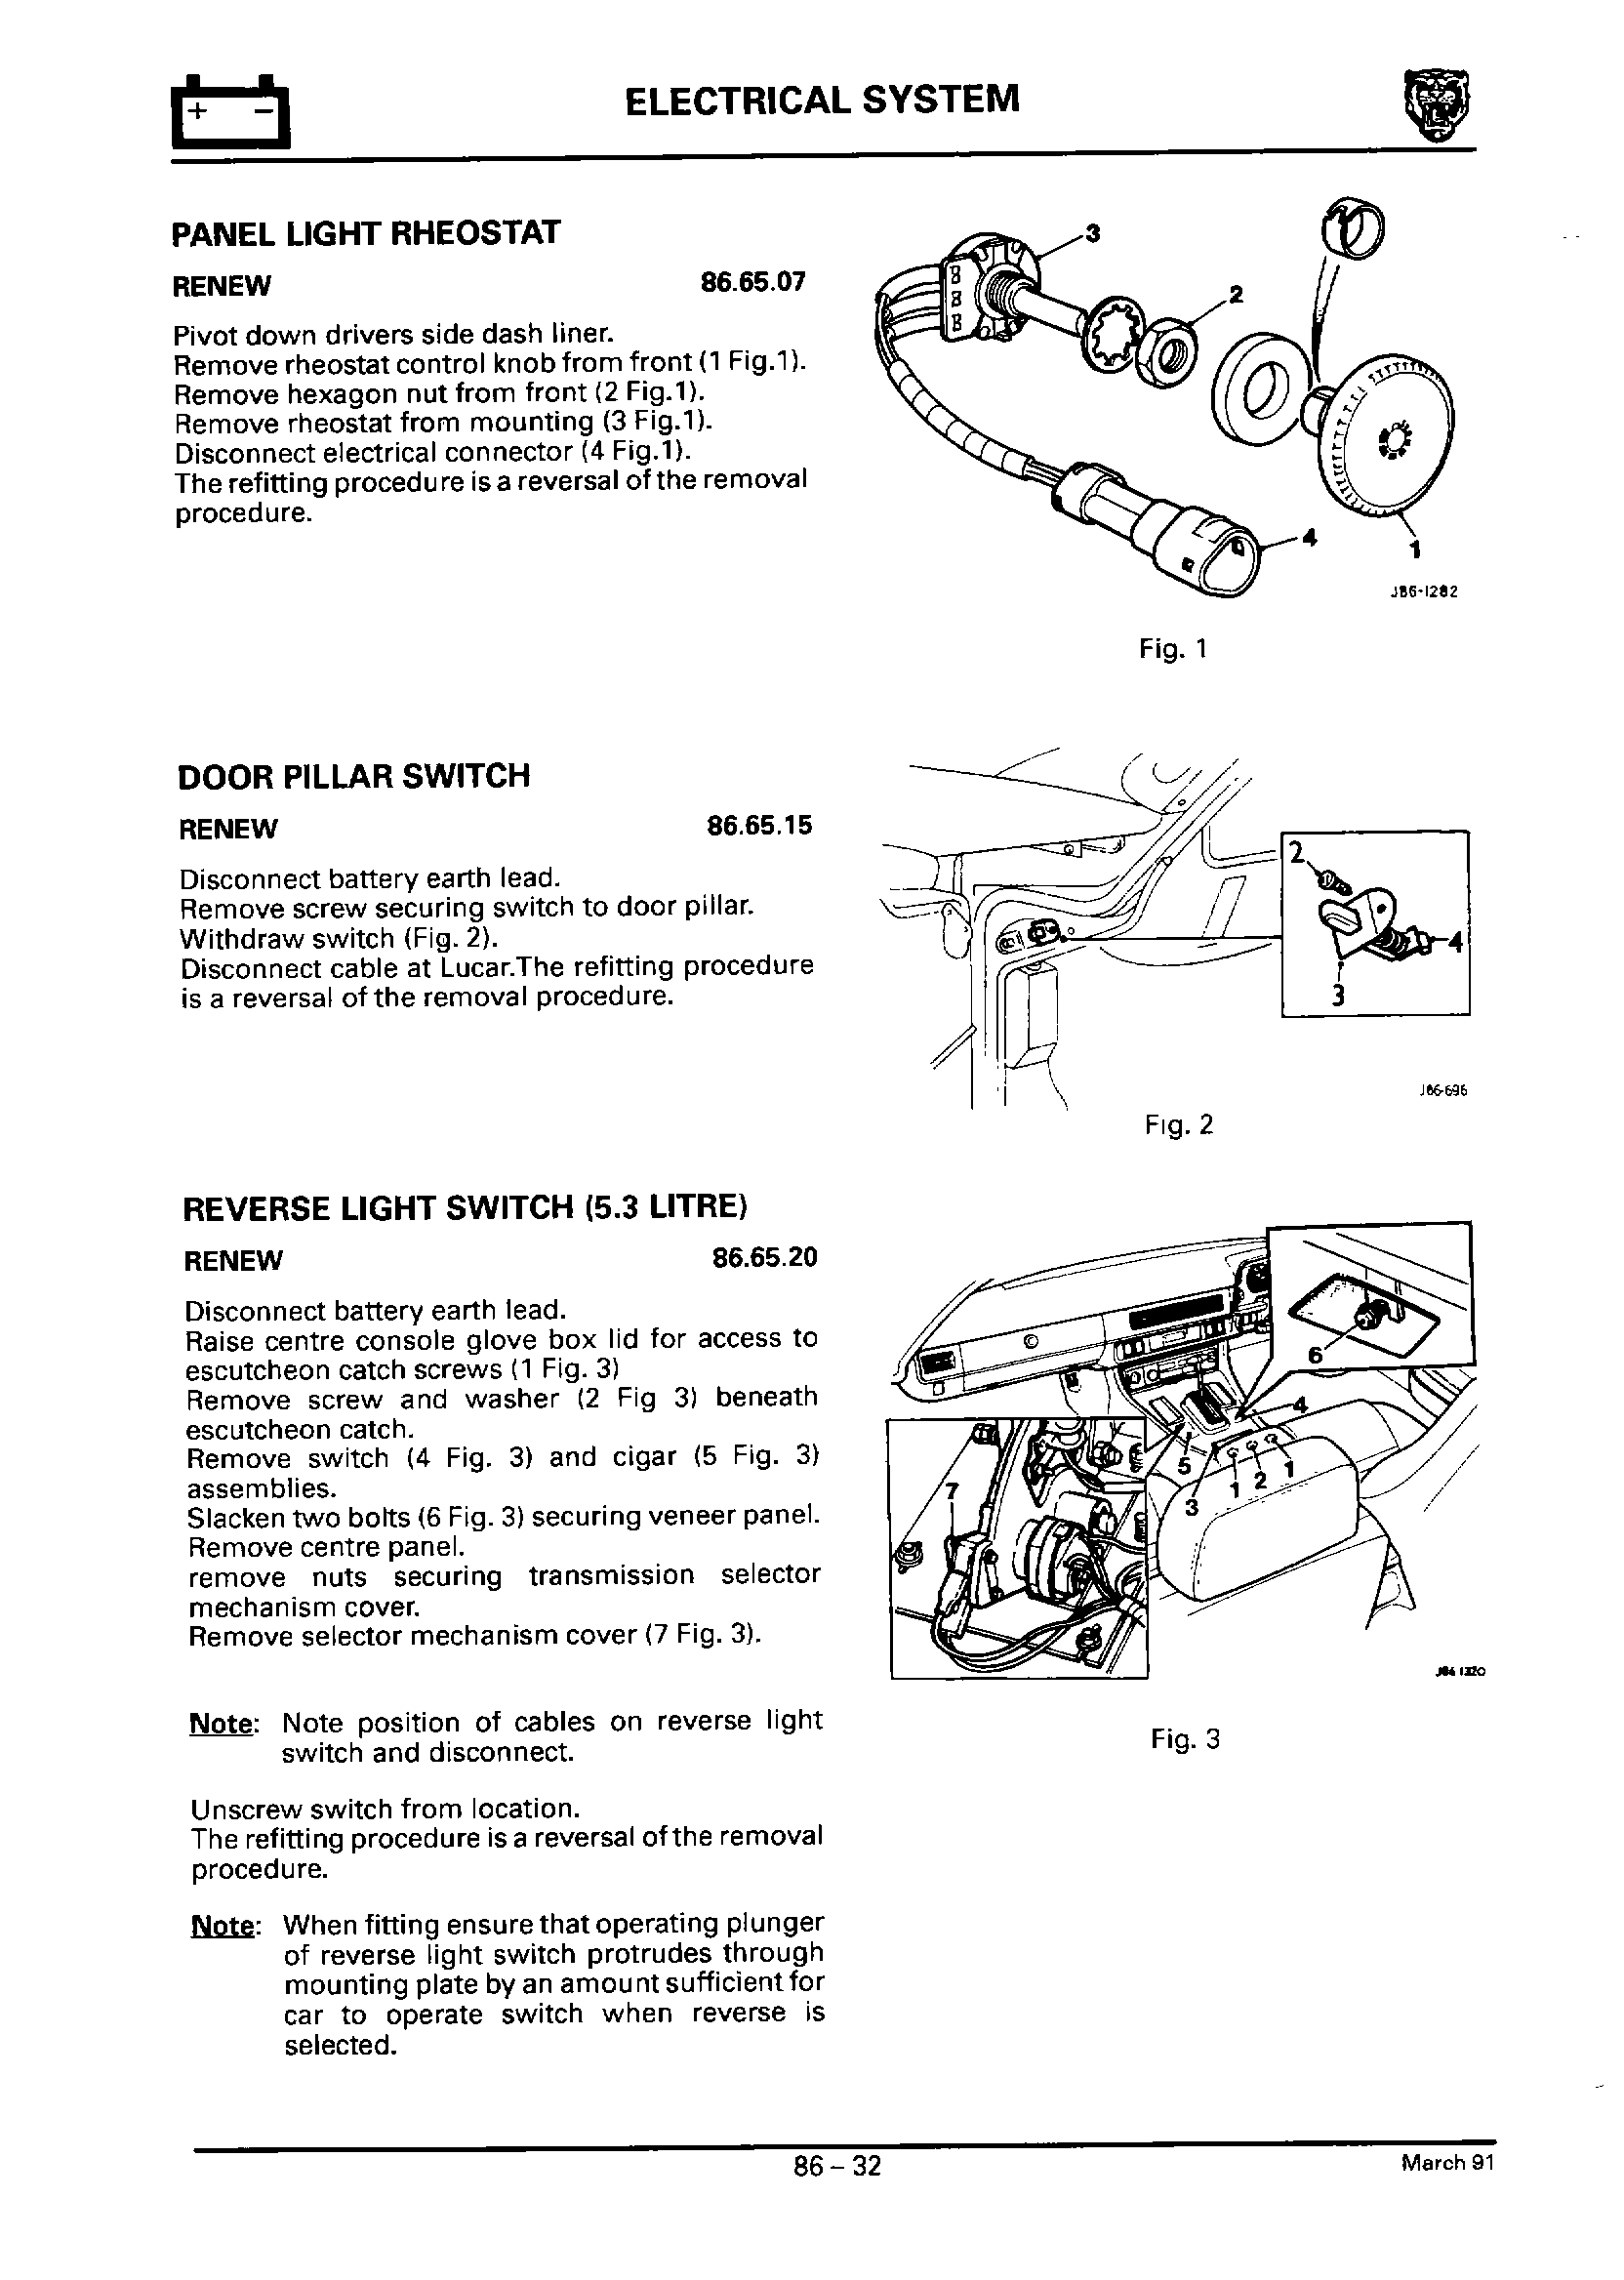 ELECTRICAL SYSTEM
PANEL LIGHT RHEOSTAT
RENEW 86.65.07
Pivot down drivers side dash liner.
Remove rheostat control knob from front (1 Fig.1).
Remove hexagon nut from front (2 Fig.1).
Remove rheostat from mounting (3 Fig.1).
Disconnect electrical connector (4 Fig.1).
The refitting procedure is a reversal of the removal
procedure.
3
2
4
1
J86-1282
Fig. 1
DOOR PILLAR SWITCH
RENEW 86.65.15
Disconnect battery earth lead.
Remove screw securing switch to door pillar.
Withdraw switch (Fig. 2).
Disconnect cable at Lucar.The refitting procedure
is a reversal of the removal procedure.
2
4
3
J86-696
Fig. 2
REVERSE LIGHT SWITCH (5.3 LITRE)
RENEW 86.65.20
Disconnect battery earth lead.
Raise centre console glove box lid for access to
escutcheon catch screws (1 Fig. 3)
Remove screw and washer (2 Fig 3) beneath
escutcheon catch.
Remove switch (4 Fig. 3) and cigar (5 Fig. 3)
assemblies.
Slacken two bolts (6 Fig. 3) securing veneer panel.
Remove centre panel.
remove nuts securing transmission selector
mechanism cover.
Remove selector mechanism cover (7 Fig. 3).
Note: Note position of cables on reverse light
switch and disconnect.
Unscrew switch from location.
The refitting procedure is a reversal of the removal
procedure.
Note: When fitting ensure that operating plunger
of reverse light switch protrudes through
mounting plate by an amount sufficient for
car to operate switch when reverse is
selected.
6
4
5
7
3
1
2
1
J86 1320
Fig. 3
86 – 32
March 91